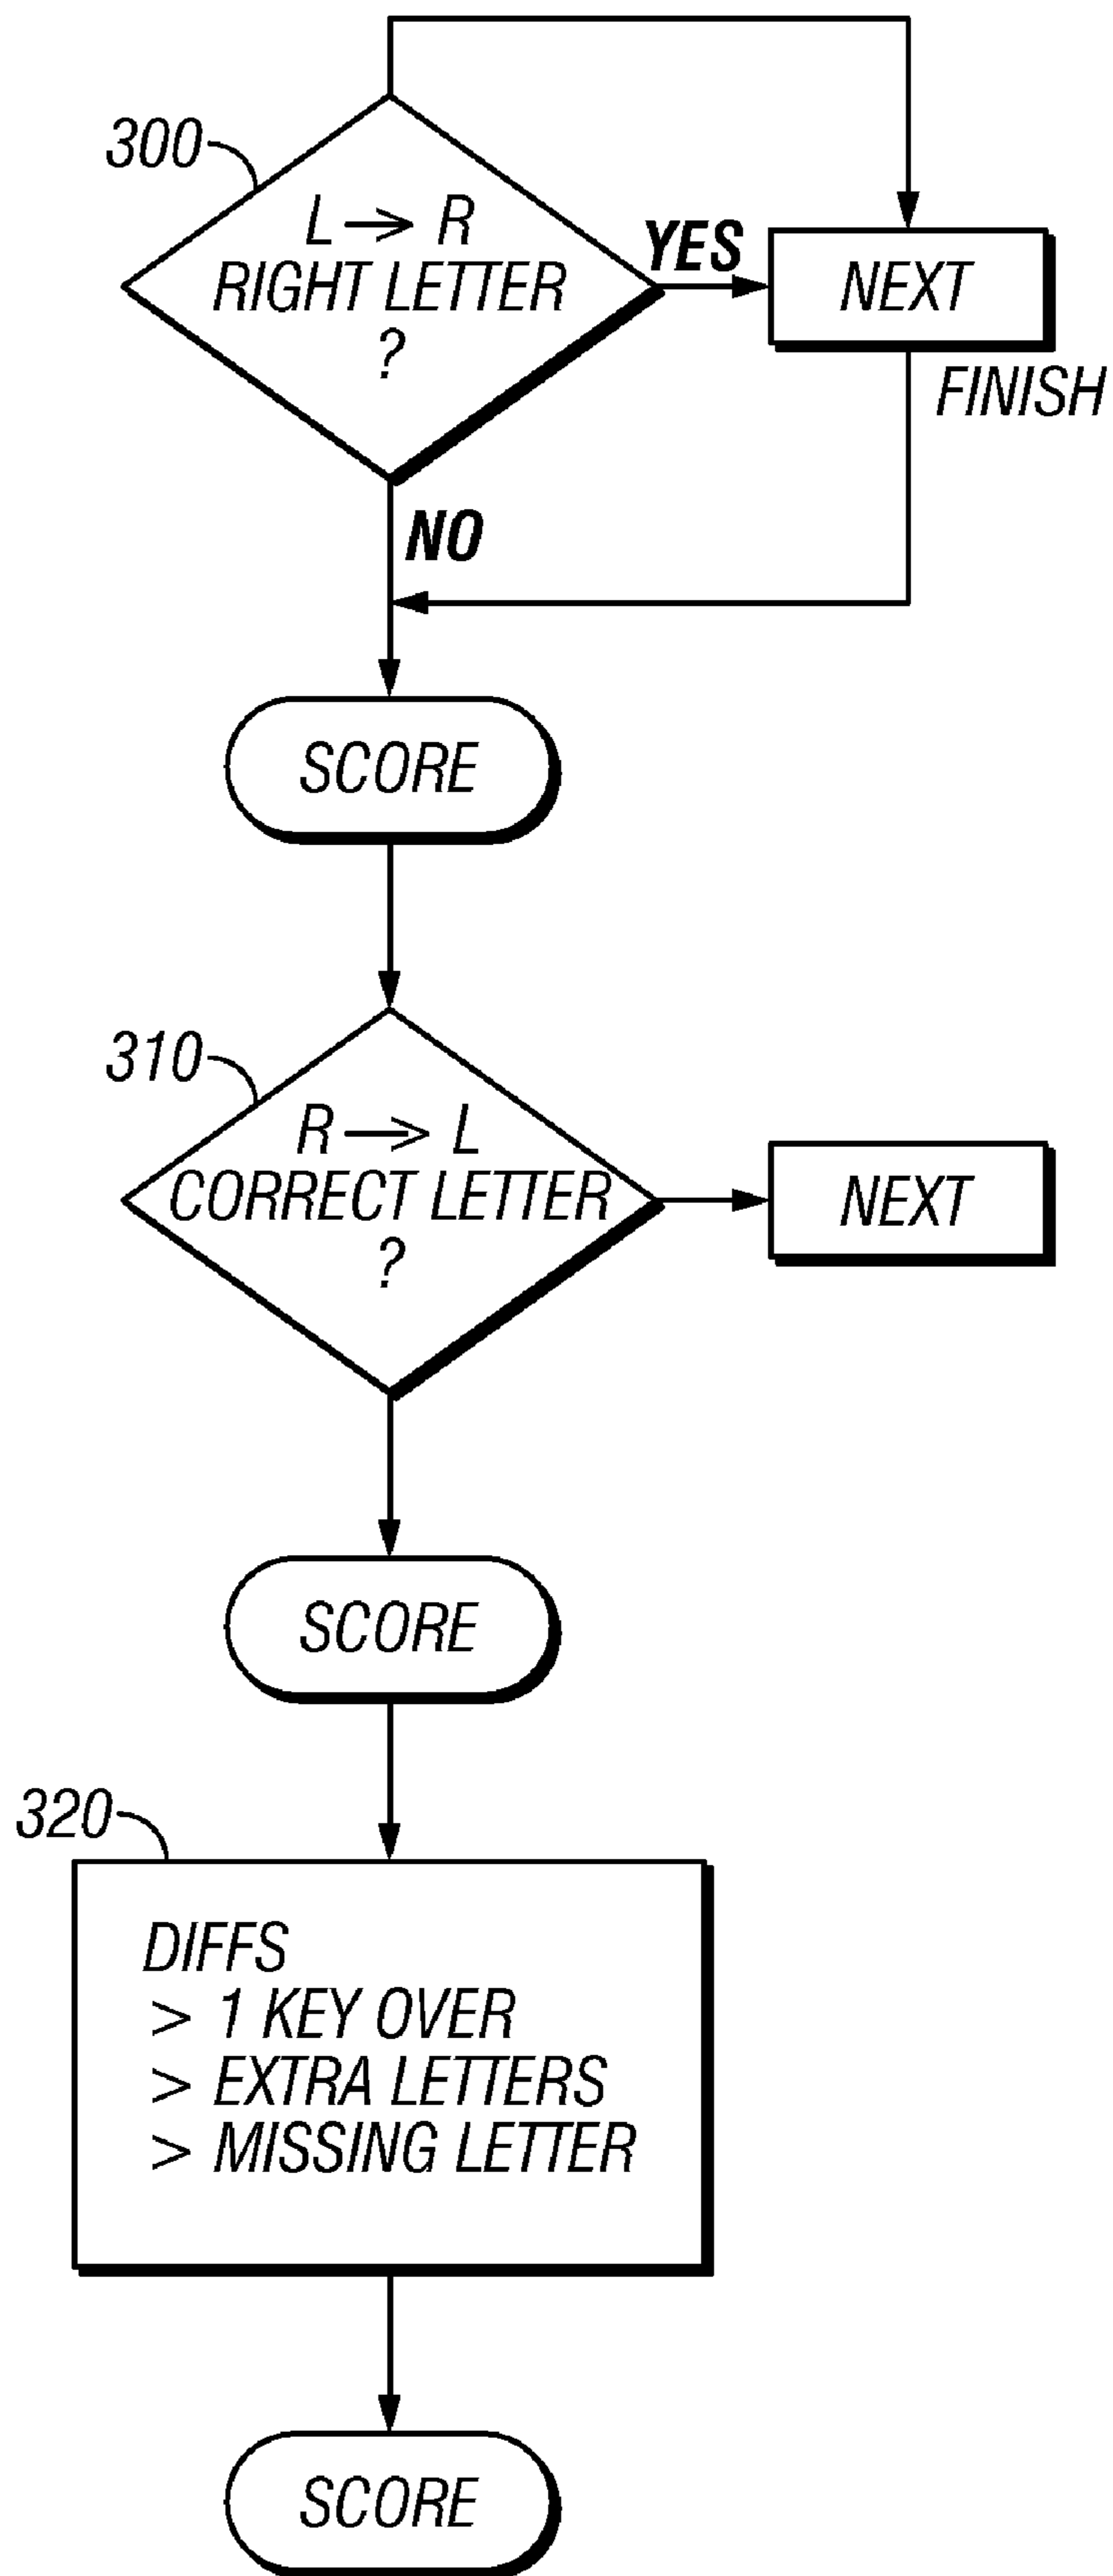 300
L → R
RIGHT LETTER
?
YES
NEXT
FINISH
NO
SCORE
310
R → L
CORRECT LETTER
?
NEXT
SCORE
320
DIFFS
> 1 KEY OVER
> EXTRA LETTERS
> MISSING LETTER
SCORE